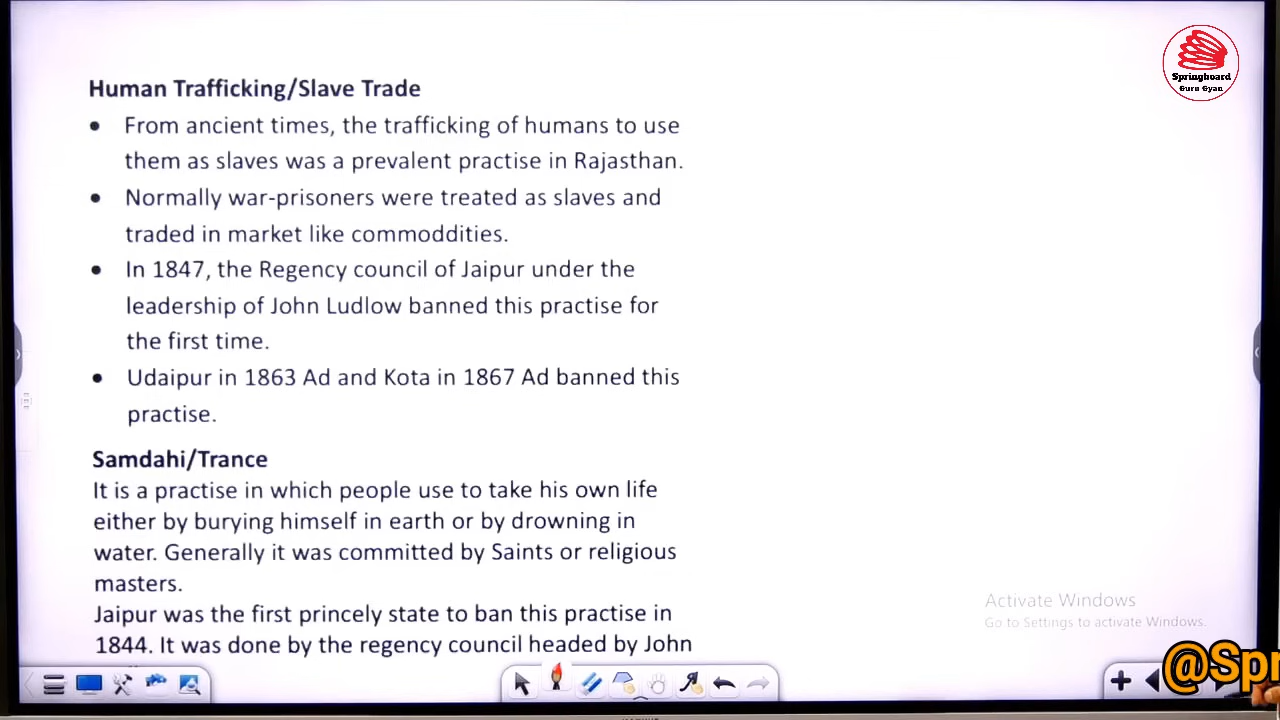 Springboard
Guru Gyan
Human Trafficking/Slave Trade
• From ancient times, the trafficking of humans to use
them as slaves was a prevalent practise in Rajasthan.
• Normally war-prisoners were treated as slaves and
traded in market like commoddities.
• In 1847, the Regency council of Jaipur under the
leadership of John Ludlow banned this practise for
the first time.
• Udaipur in 1863 Ad and Kota in 1867 Ad banned this
practise.
Samdahi/Trance
It is a practise in which people use to take his own life
either by burying himself in earth or by drowning in
water. Generally it was committed by Saints or religious
masters.
Jaipur was the first princely state to ban this practise in
1844. It was done by the regency council headed by John
Activate Windows
Go to Settings to activate Windows.
@Spr